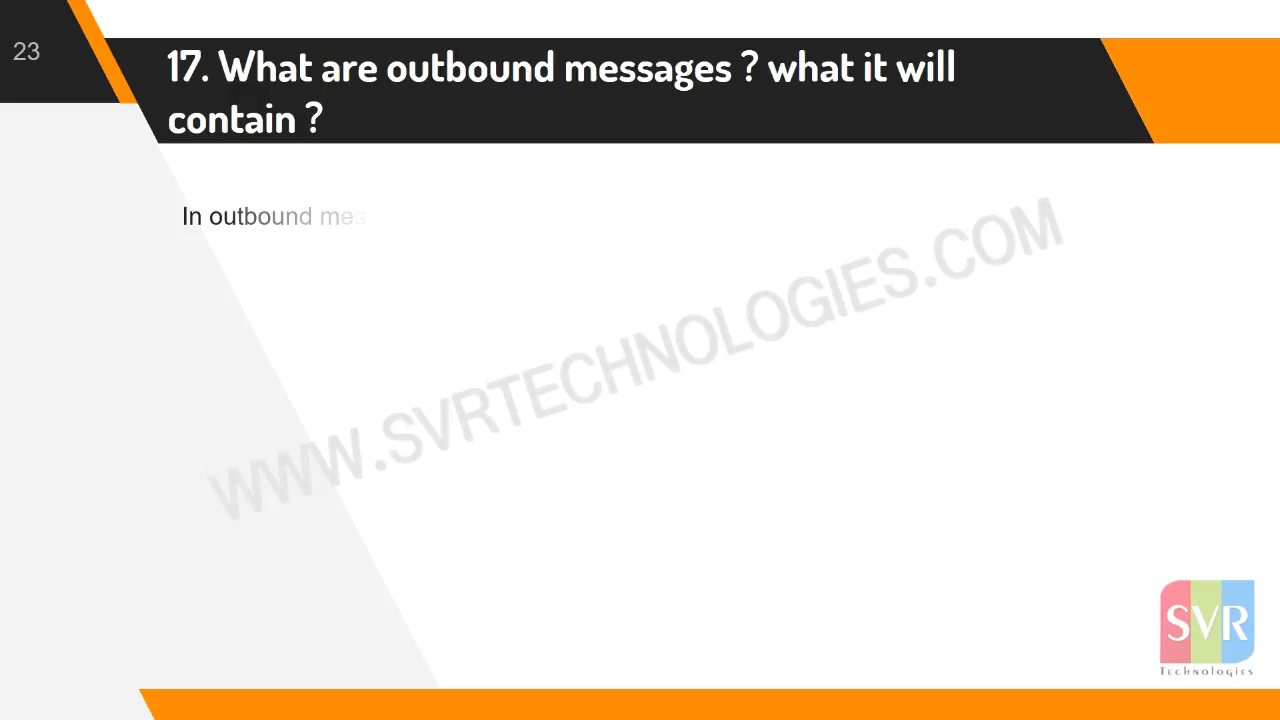 23
17. What are outbound messages ? what it will
contain ?
In outbound mes
WWW.SVRTECHNOLOGIES.COM
SVR
Technologies